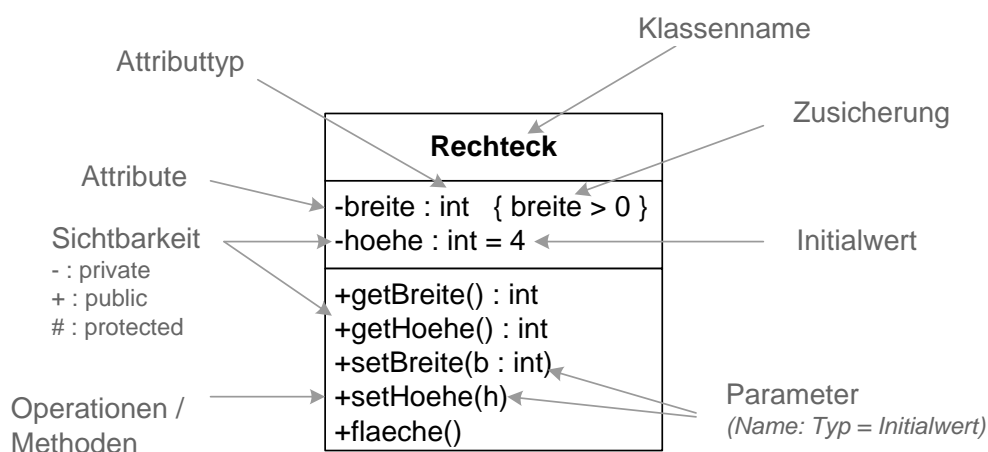 Klassenname
Attributtyp
Zusicherung
Rechteck
Attribute
-breite : int { breite > 0 }
Sichtbarkeit
- : private
+ : public
# : protected
-hoehe : int = 4
Initialwert
+getBreite() : int
+getHoehe() : int
+setBreite(b : int)
+setHoehe(h)
+flaeche()
Operationen /
Methoden
Parameter
(Name: Typ = Initialwert)